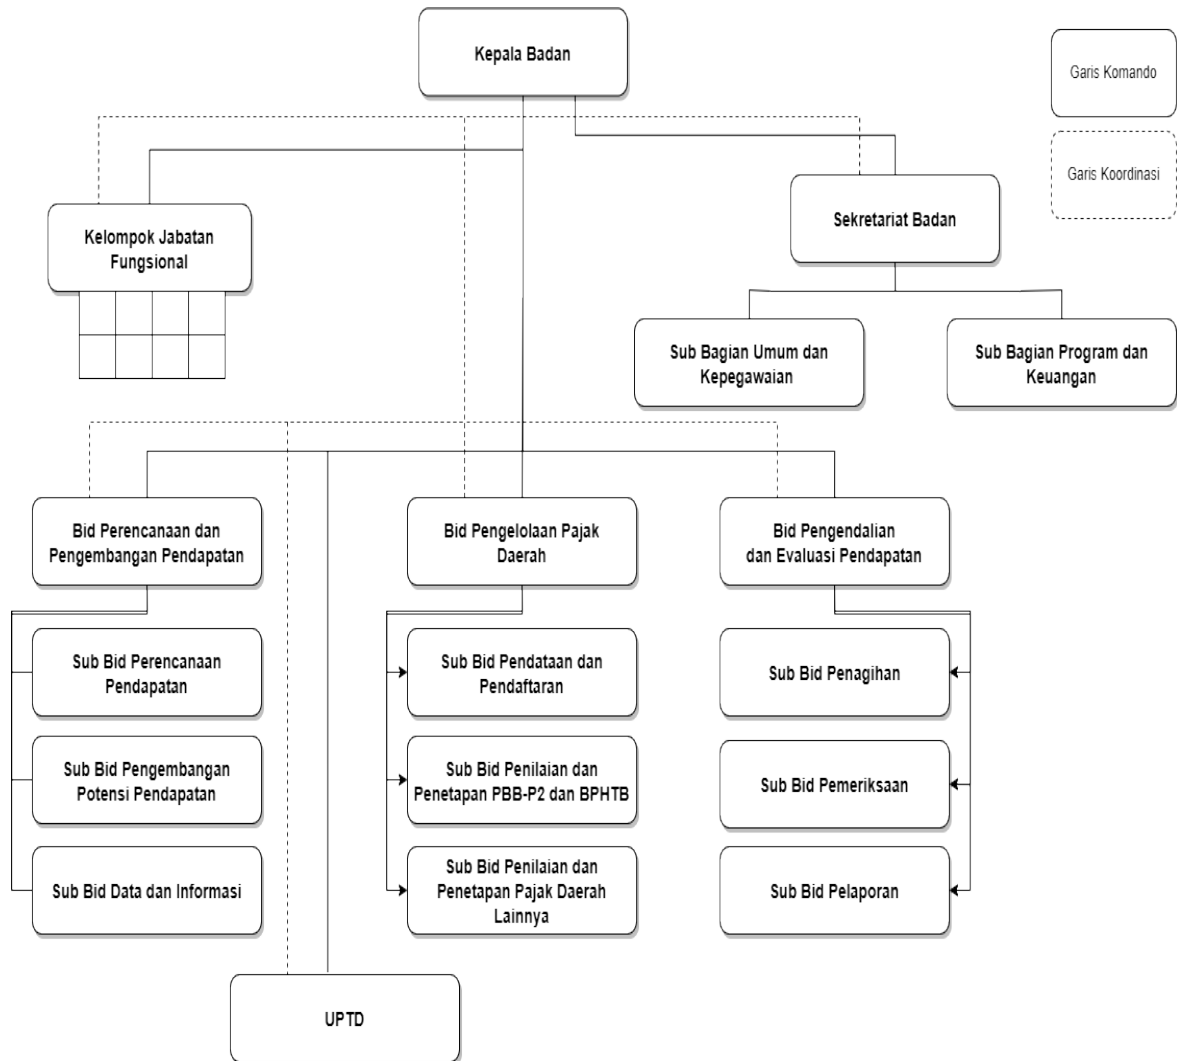 Kepala Badan
Garis Komando
Garis Koordinasi
Kelompok Jabatan
Fungsional
Sekretariat Badan
Sub Bagian Umum dan
Kepegawaian
Sub Bagian Program dan
Keuangan
Bid Perencanaan dan
Pengembangan Pendapatan
Bid Pengelolaan Pajak
Daerah
Bid Pengendalian
dan Evaluasi Pendapatan
Sub Bid Perencanaan
Pendapatan
Sub Bid Pendataan dan
Pendaftaran
Sub Bid Penagihan
Sub Bid Pengembangan
Potensi Pendapatan
Sub Bid Penilaian dan
Penetapan PBB-P2 dan BPHTB
Sub Bid Pemeriksaan
Sub Bid Data dan Informasi
Sub Bid Penilaian dan
Penetapan Pajak Daerah
Lainnya
Sub Bid Pelaporan
UPTD